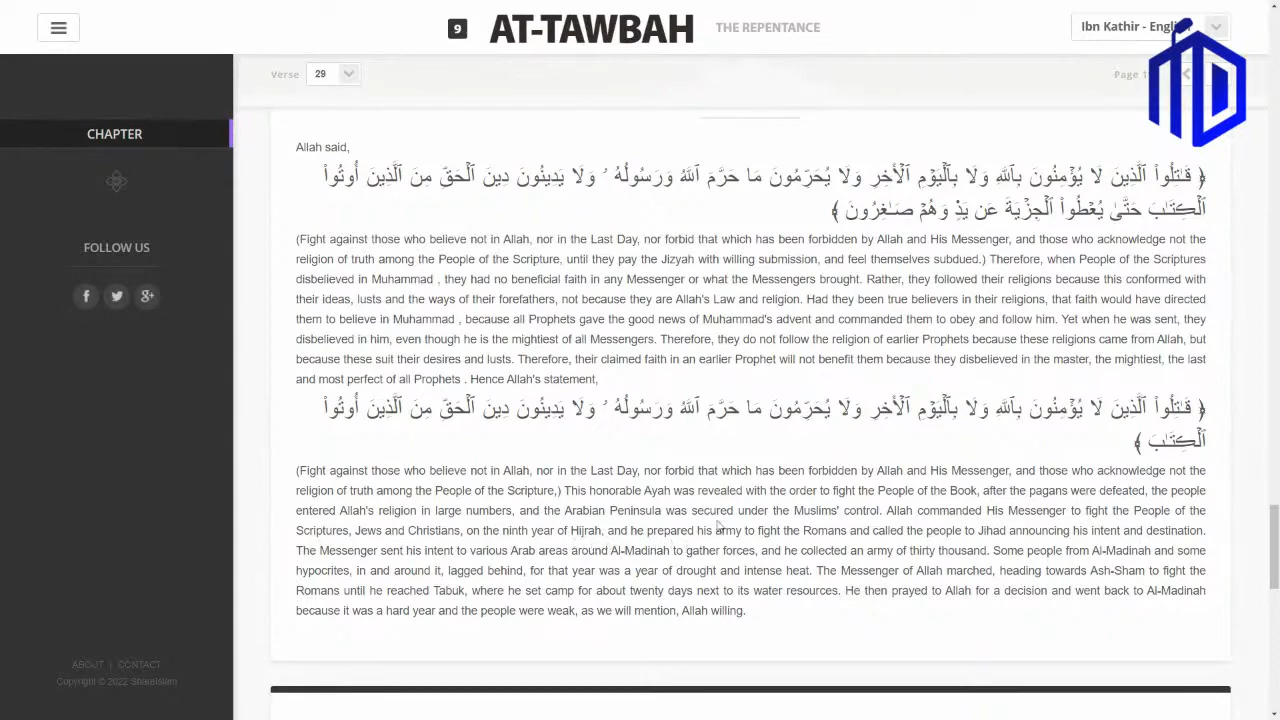 9 AT-TAWBAH THE REPENTANCE
Ibn Kathir - Engli
Verse 29
Page 1
CHAPTER
FOLLOW US
ABOUT | CONTACT
Copyright © 2022 SharaIslam
Allah said,
﴿ قَـٰتِلُوا۟ ٱلَّذِينَ لَا يُؤْمِنُونَ بِٱللَّهِ وَلَا بِٱلْيَوْمِ ٱلْـَٔاخِرِ وَلَا يُحَرِّمُونَ مَا حَرَّمَ ٱللَّهُ وَرَسُولُهُۥ وَلَا يَدِينُونَ دِينَ ٱلْحَقِّ مِنَ ٱلَّذِينَ أُوتُوا۟
ٱلْكِتَـٰبَ حَتَّىٰ يُعْطُوا۟ ٱلْجِزْيَةَ عَن يَدٍ وَهُمْ صَـٰغِرُونَ ﴾
(Fight against those who believe not in Allah, nor in the Last Day, nor forbid that which has been forbidden by Allah and His Messenger, and those who acknowledge not the
religion of truth among the People of the Scripture, until they pay the Jizyah with willing submission, and feel themselves subdued.) Therefore, when People of the Scriptures
disbelieved in Muhammad , they had no beneficial faith in any Messenger or what the Messengers brought. Rather, they followed their religions because this conformed with
their ideas, lusts and the ways of their forefathers, not because they are Allah's Law and religion. Had they been true believers in their religions, that faith would have directed
them to believe in Muhammad , because all Prophets gave the good news of Muhammad's advent and commanded them to obey and follow him. Yet when he was sent, they
disbelieved in him, even though he is the mightiest of all Messengers. Therefore, they do not follow the religion of earlier Prophets because these religions came from Allah, but
because these suit their desires and lusts. Therefore, their claimed faith in an earlier Prophet will not benefit them because they disbelieved in the master, the mightiest, the last
and most perfect of all Prophets . Hence Allah's statement,
﴿ قَـٰتِلُوا۟ ٱلَّذِينَ لَا يُؤْمِنُونَ بِٱللَّهِ وَلَا بِٱلْيَوْمِ ٱلْـَٔاخِرِ وَلَا يُحَرِّمُونَ مَا حَرَّمَ ٱللَّهُ وَرَسُولُهُۥ وَلَا يَدِينُونَ دِينَ ٱلْحَقِّ مِنَ ٱلَّذِينَ أُوتُوا۟
ٱلْكِتَـٰبَ ﴾
(Fight against those who believe not in Allah, nor in the Last Day, nor forbid that which has been forbidden by Allah and His Messenger, and those who acknowledge not the
religion of truth among the People of the Scripture,) This honorable Ayah was revealed with the order to fight the People of the Book, after the pagans were defeated, the people
entered Allah's religion in large numbers, and the Arabian Peninsula was secured under the Muslims' control. Allah commanded His Messenger to fight the People of the
Scriptures, Jews and Christians, on the ninth year of Hijrah, and he prepared his army to fight the Romans and called the people to Jihad announcing his intent and destination.
The Messenger sent his intent to various Arab areas around Al-Madinah to gather forces, and he collected an army of thirty thousand. Some people from Al-Madinah and some
hypocrites, in and around it, lagged behind, for that year was a year of drought and intense heat. The Messenger of Allah marched, heading towards Ash-Sham to fight the
Romans until he reached Tabuk, where he set camp for about twenty days next to its water resources. He then prayed to Allah for a decision and went back to Al-Madinah
because it was a hard year and the people were weak, as we will mention, Allah willing.